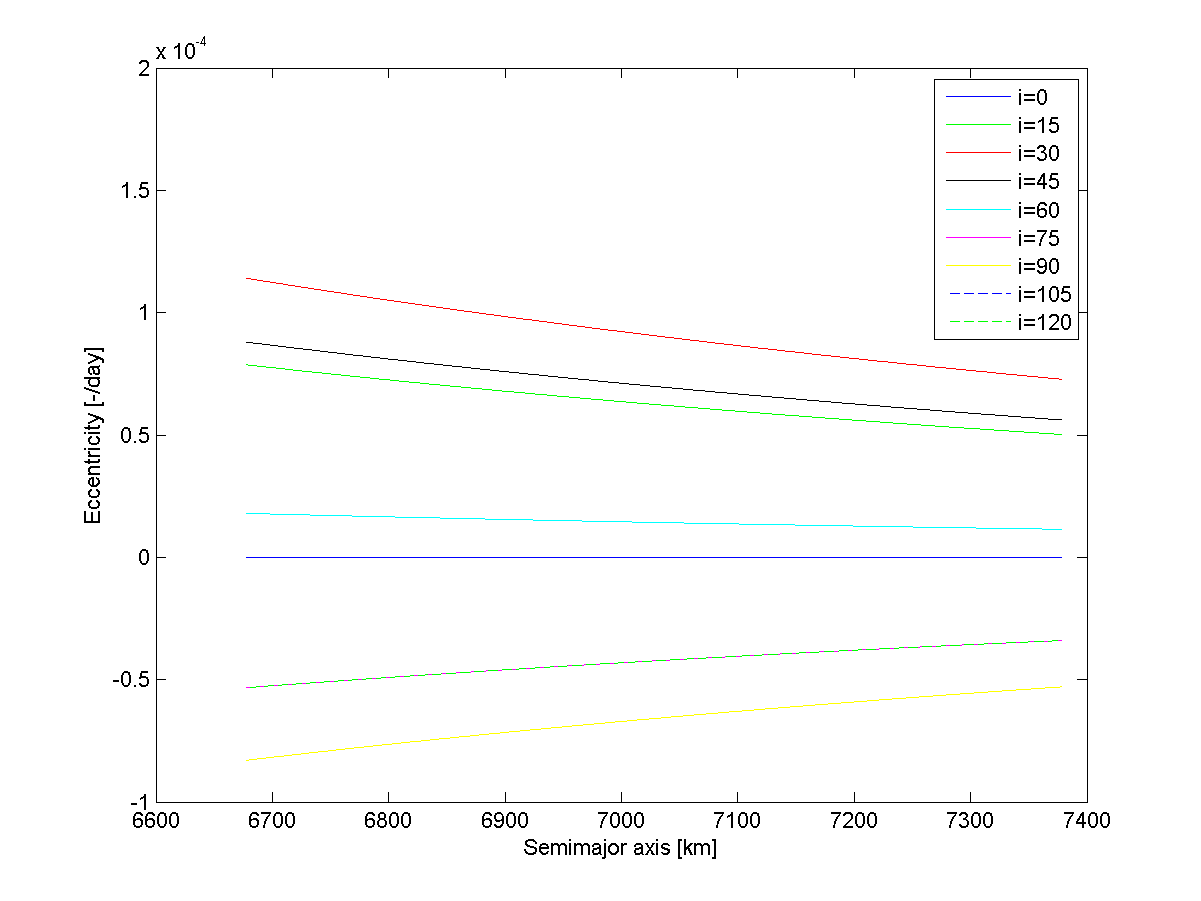 x 10-4
2
1.5
1
0.5
0
-0.5
-1
6600 6700 6800 6900 7000 7100 7200 7300 7400
Semimajor axis [km]
Eccentricity [-/day]
i=0
i=15
i=30
i=45
i=60
i=75
i=90
i=105
i=120